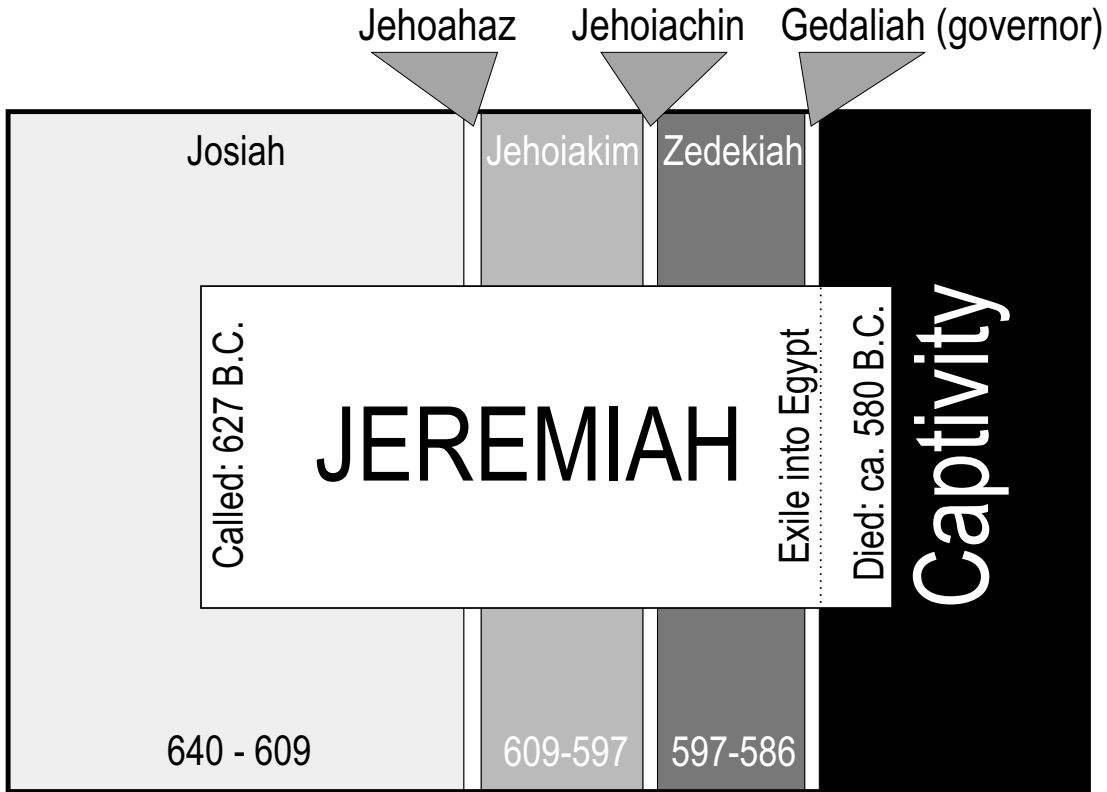 Jehoahaz Jehoiachin Gedaliah (governor)
Josiah Jehoiakim Zedekiah
Called: 627 B.C.
JEREMIAH
Exile into Egypt
Died: ca. 580 B.C.
Captivity
640 - 609 609-597 597-586